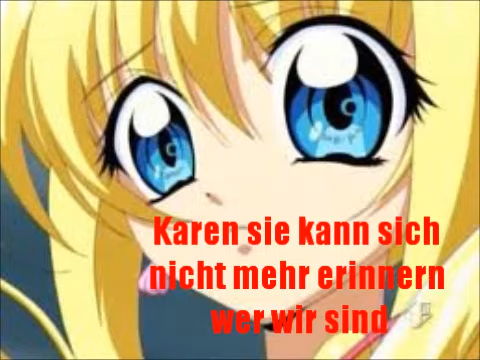 Karen sie kann sich
nicht mehr erinnern
wer wir sind